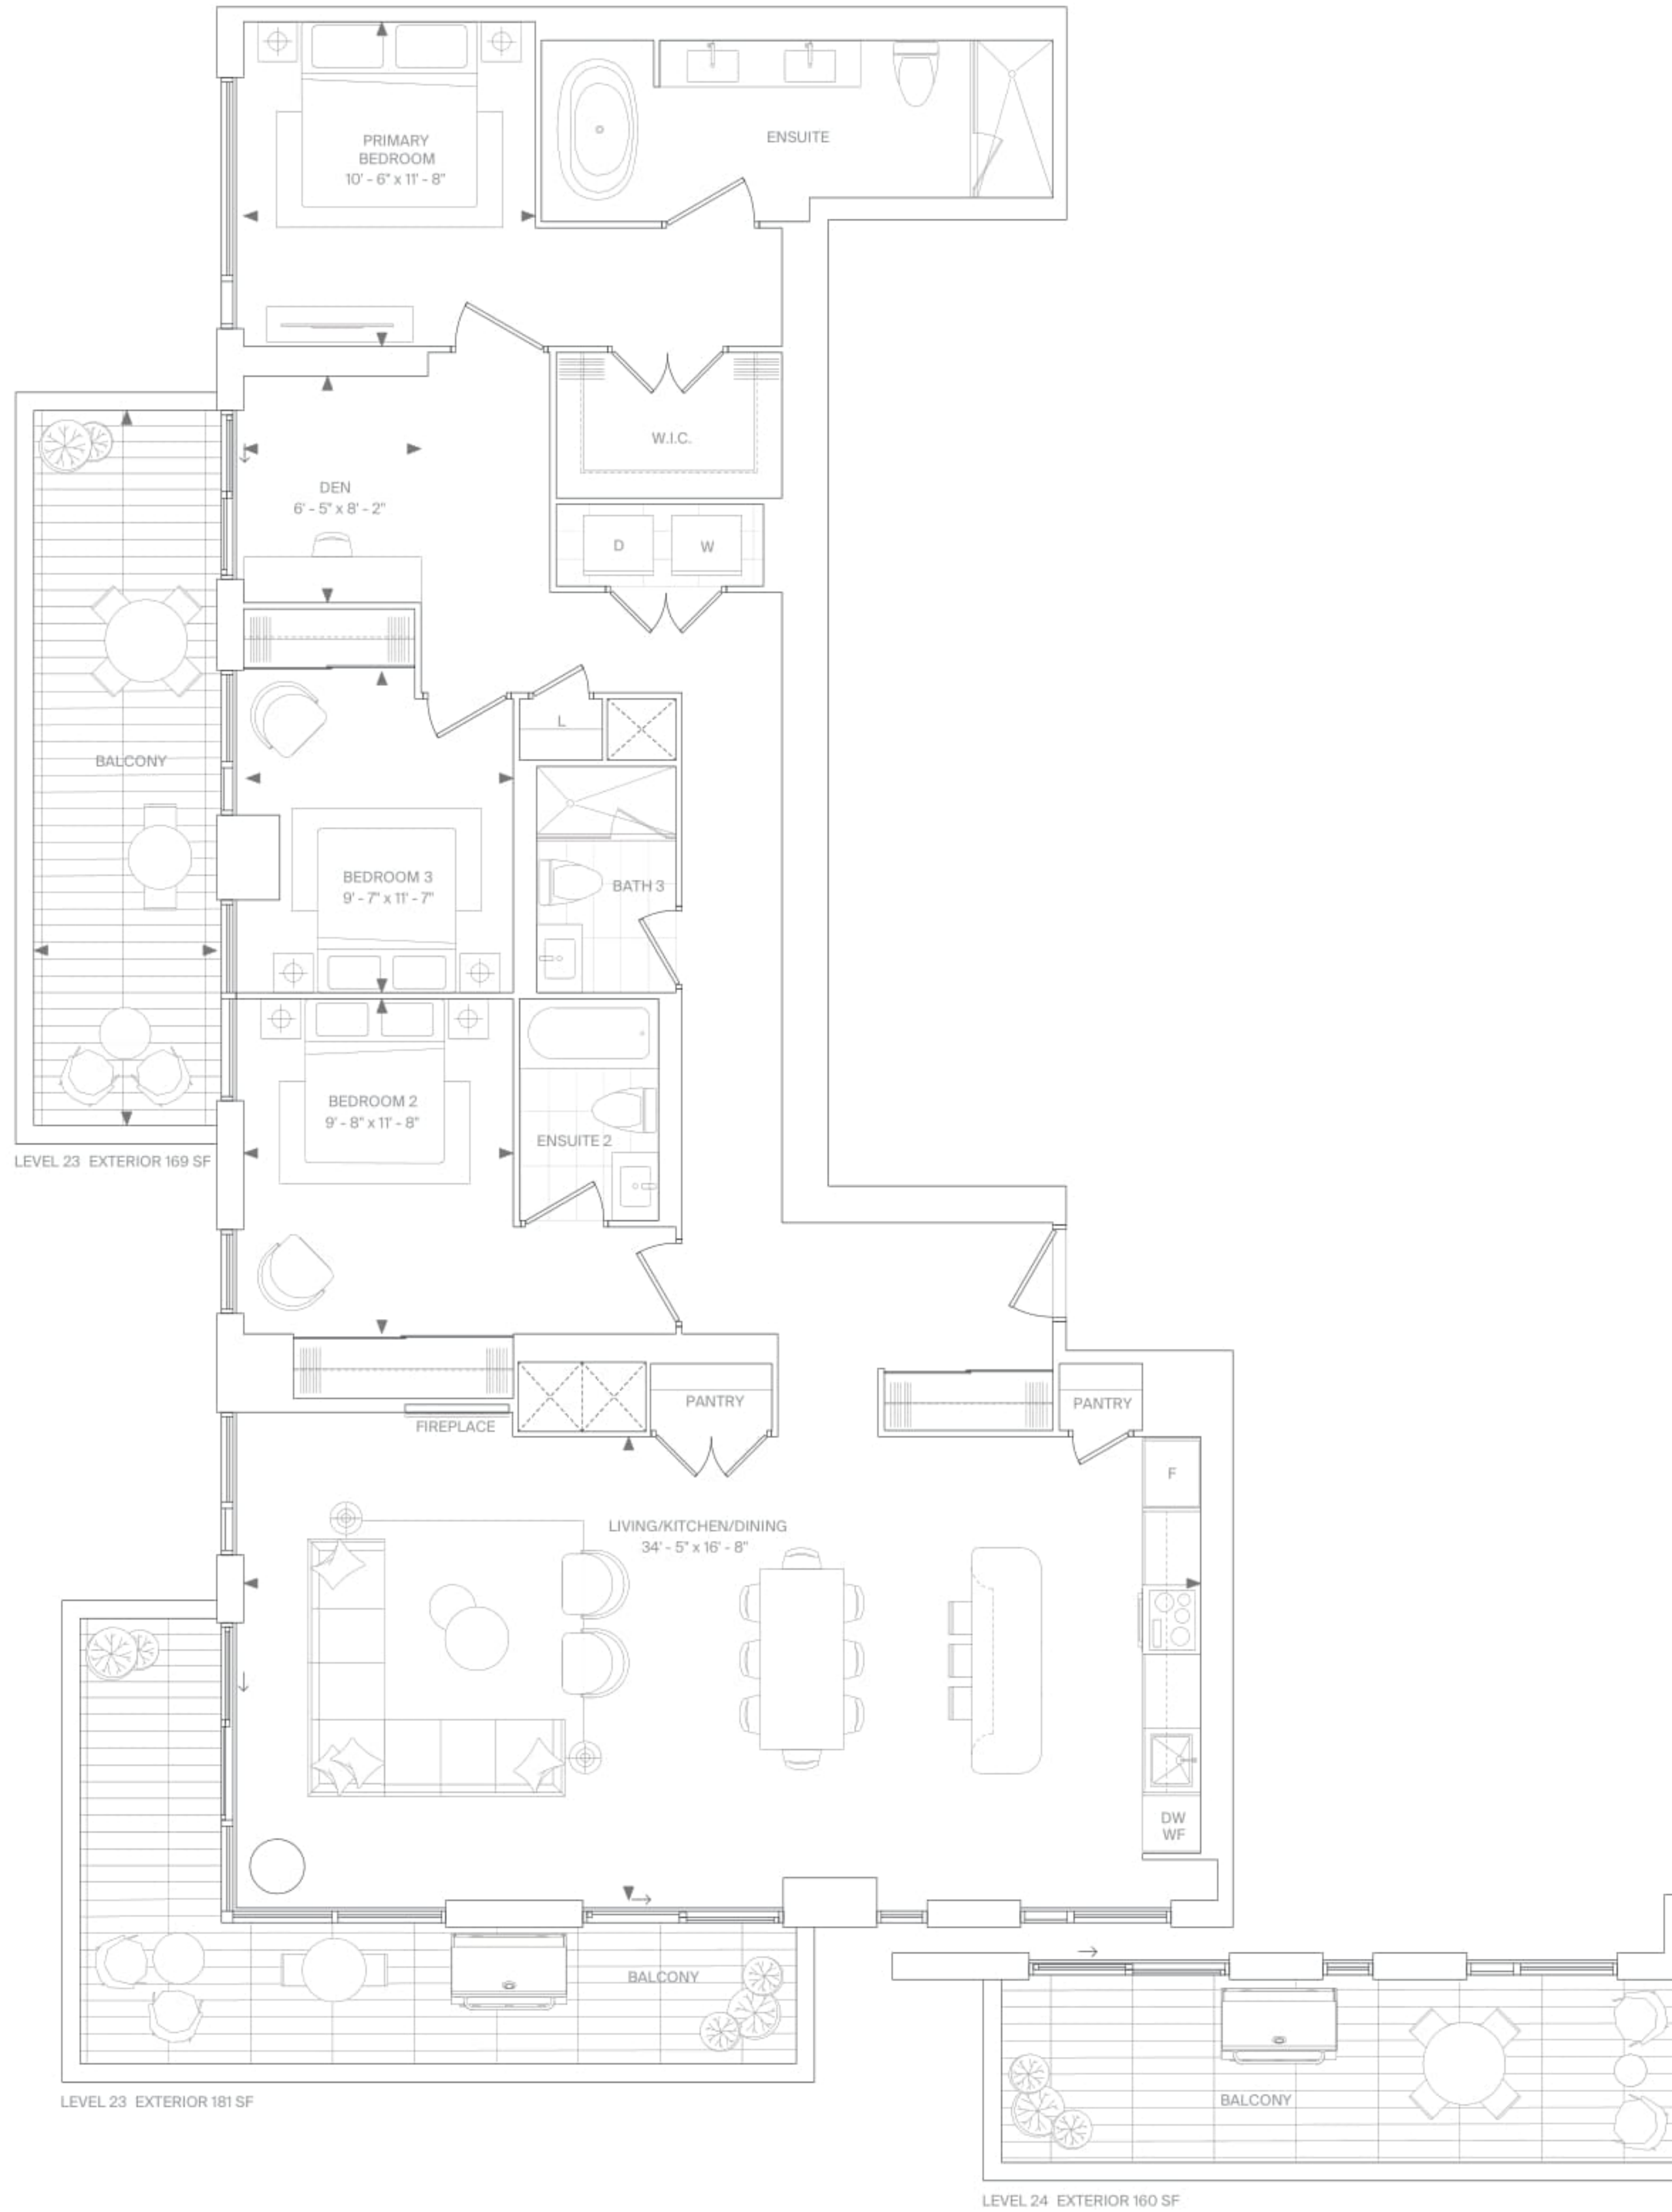 PRIMARY
BEDROOM
10' - 6" x 11' - 8"
ENSUITE
W.I.C.
DEN
6' - 5" x 8' - 2"
D
W
L
BALCONY
BEDROOM 3
9' - 7" x 11' - 7"
BATH 3
BEDROOM 2
9' - 8" x 11' - 8"
ENSUITE 2
LEVEL 23 EXTERIOR 169 SF
PANTRY
PANTRY
FIREPLACE
F
LIVING/KITCHEN/DINING
34' - 5" x 16' - 8"
DW
WF
BALCONY
LEVEL 23 EXTERIOR 181 SF
BALCONY
LEVEL 24 EXTERIOR 160 SF